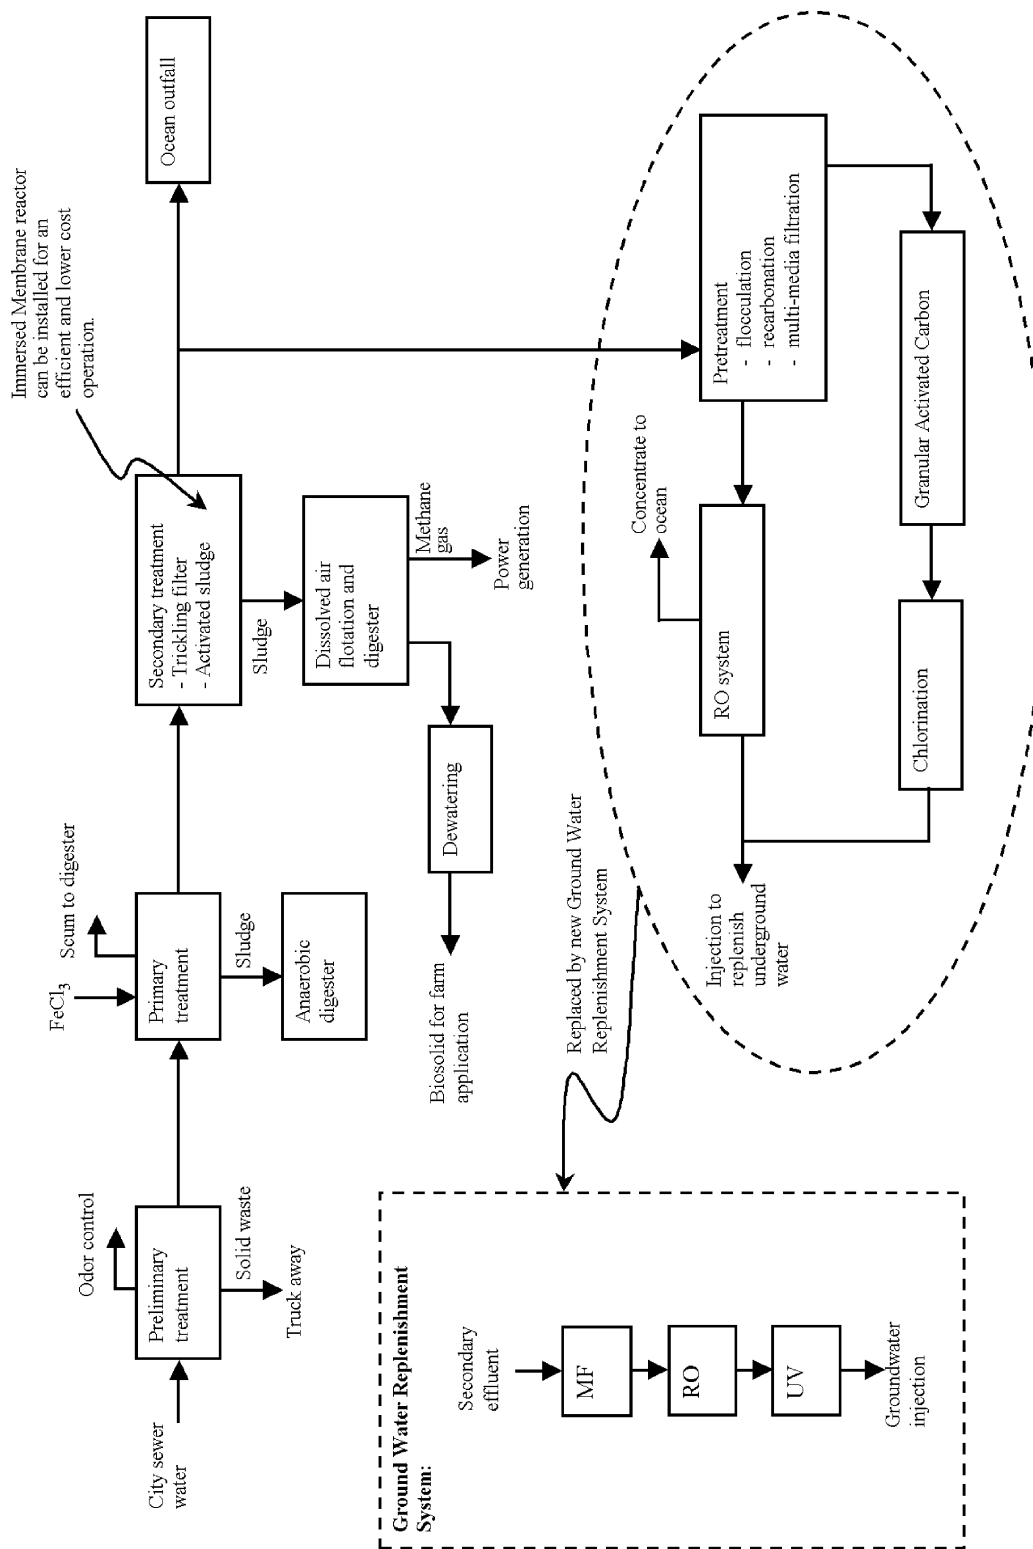 Immersed Membrane reactor
can be installed for an
efficient and lower cost
operation.
City sewer
water
Odor control
Preliminary
treatment
Solid waste
Truck away
FeCl3
Scum to digester
Primary
treatment
Sludge
Anaerobic
digester
Secondary treatment
- Trickling filter
- Activated sludge
Ocean outfall
Sludge
Dissolved air
flotation and
digester
Methane
gas
Power
generation
Dewatering
Biosolid for farm
application
Pretreatment
- flocculation
- recarbonation
- multi-media filtration
Concentrate to
ocean
RO system
Injection to
replenish
underground
water
Granular Activated Carbon
Chlorination
Replaced by new Ground Water
Replenishment System
Ground Water Replenishment
System:
Secondary
effluent
MF
RO
UV
Groundwater
injection